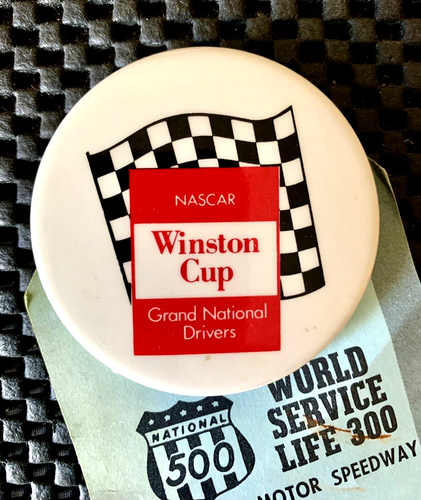 NASCAR
Winston
Cup
Grand National
Drivers
NATIONAL
500
WORLD
SERVICE
LIFE 300
MOTOR SPEEDWAY